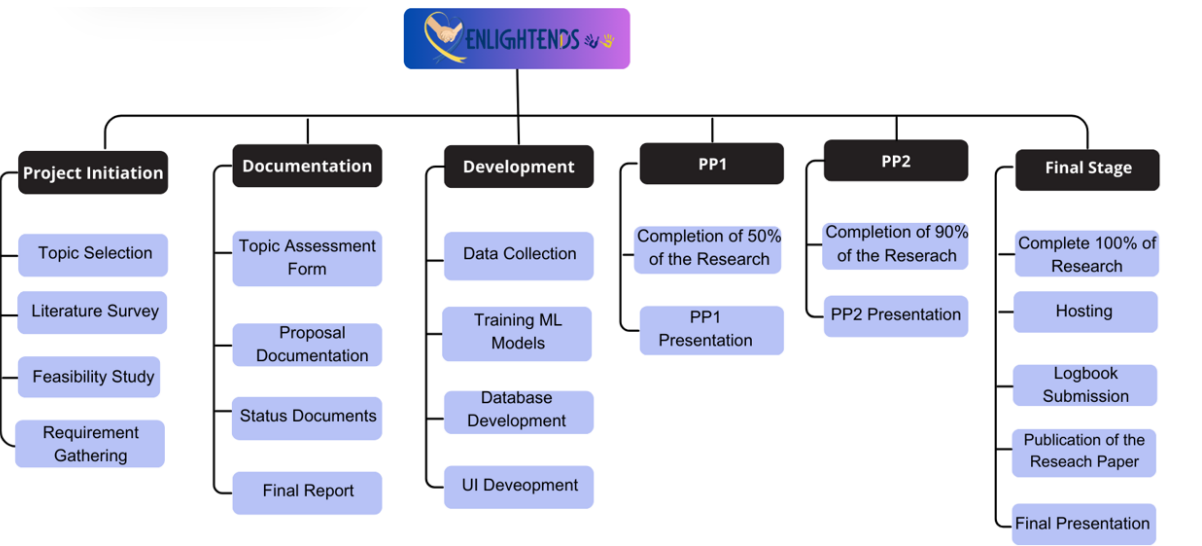 ENLIGHTENDS
Project Initiation
Topic Selection
Literature Survey
Feasibility Study
Requirement
Gathering
Documentation
Topic Assessment
Form
Proposal
Documentation
Status Documents
Final Report
Development
Data Collection
Training ML
Models
Database
Development
UI Deveopment
PP1
Completion of 50%
of the Research
PP1
Presentation
PP2
Completion of 90%
of the Reserach
PP2 Presentation
Final Stage
Complete 100% of
Research
Hosting
Logbook
Submission
Publication of the
Reseach Paper
Final Presentation